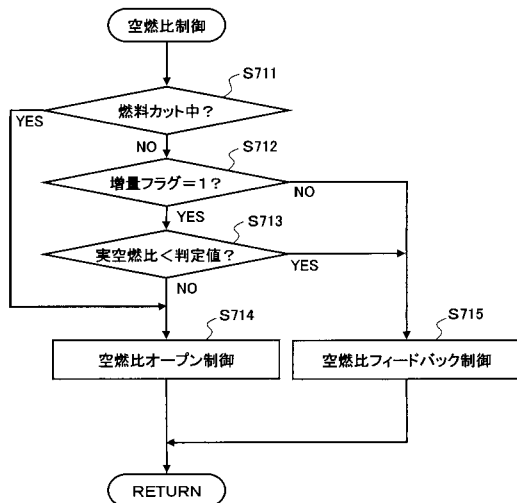 空燃比制御
S711
燃料カット中?
YES
NO
S712
増量フラグ=1?
NO
YES
S713
実空燃比<判定値?
YES
NO
S714
空燃比オープン制御
S715
空燃比フィードバック制御
RETURN